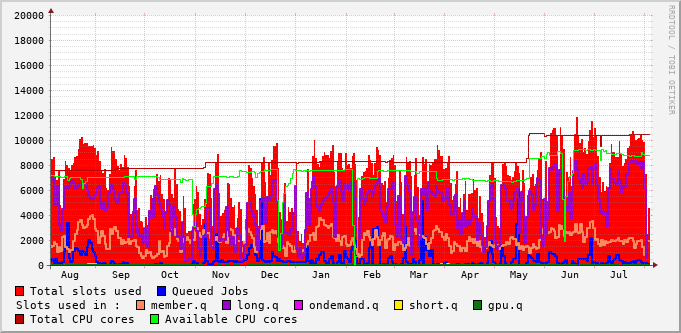 20000
18000
16000
14000
12000
10000
8000
6000
4000
2000
0
Aug Sep Oct Nov Dec Jan Feb Mar Apr May Jun Jul
RRDTOOL / TOBI OETIKER
Total slots used Queued Jobs
Slots used in : member.q long.q ondemand.q short.q gpu.q
Total CPU cores Available CPU cores